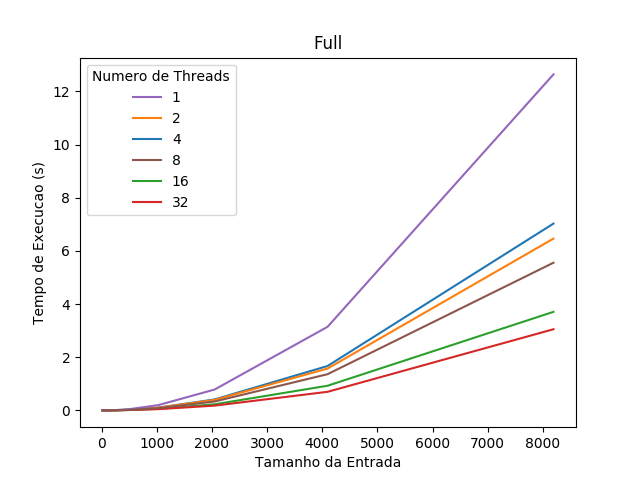 Full
Numero de Threads
1
2
4
8
16
32
Tempo de Execucao (s)
12
10
8
6
4
2
0
0 1000 2000 3000 4000 5000 6000 7000 8000
Tamanho da Entrada